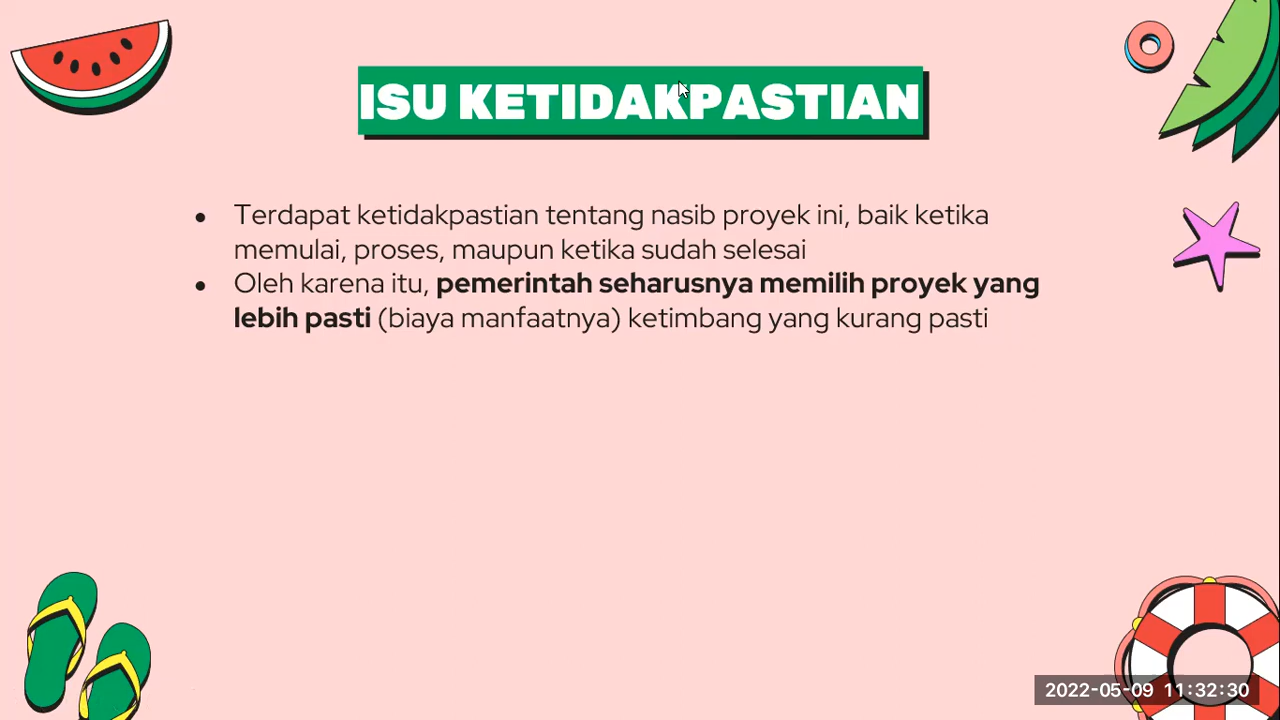 ISU KETIDAKPASTIAN
● Terdapat ketidakpastian tentang nasib proyek ini, baik ketika
memulai, proses, maupun ketika sudah selesai
● Oleh karena itu, pemerintah seharusnya memilih proyek yang
lebih pasti (biaya manfaatnya) ketimbang yang kurang pasti
2022-05-09 11:32:30